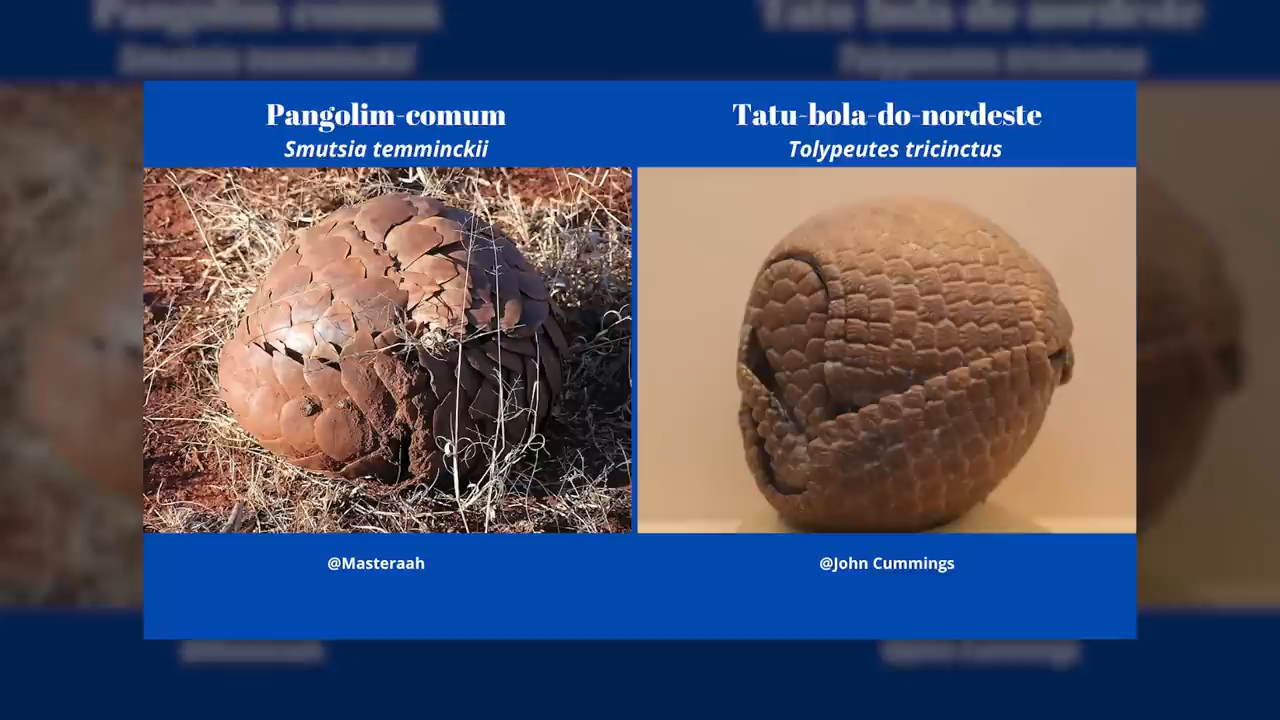 Pangolim-comum
Smutsia temminckii
Tatu-bola-do-nordeste
Tolypeutes tricinctus
@Masteraah
@John Cummings